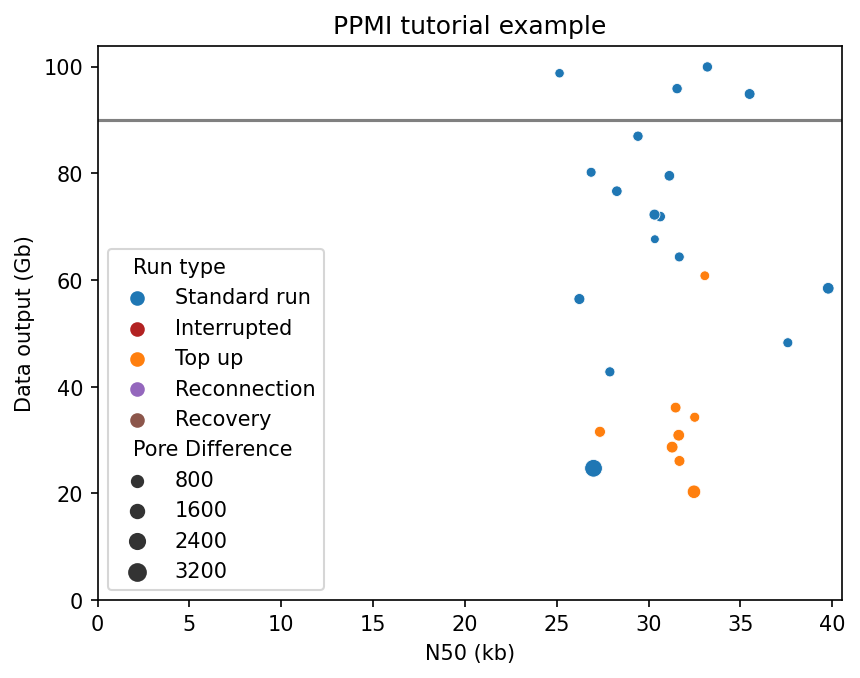 PPMI tutorial example
100
80
60
40
20
0
Data output (Gb)
Run type
Standard run
Interrupted
Top up
Reconnection
Recovery
Pore Difference
800
1600
2400
3200
0 5 10 15 20 25 30 35 40
N50 (kb)